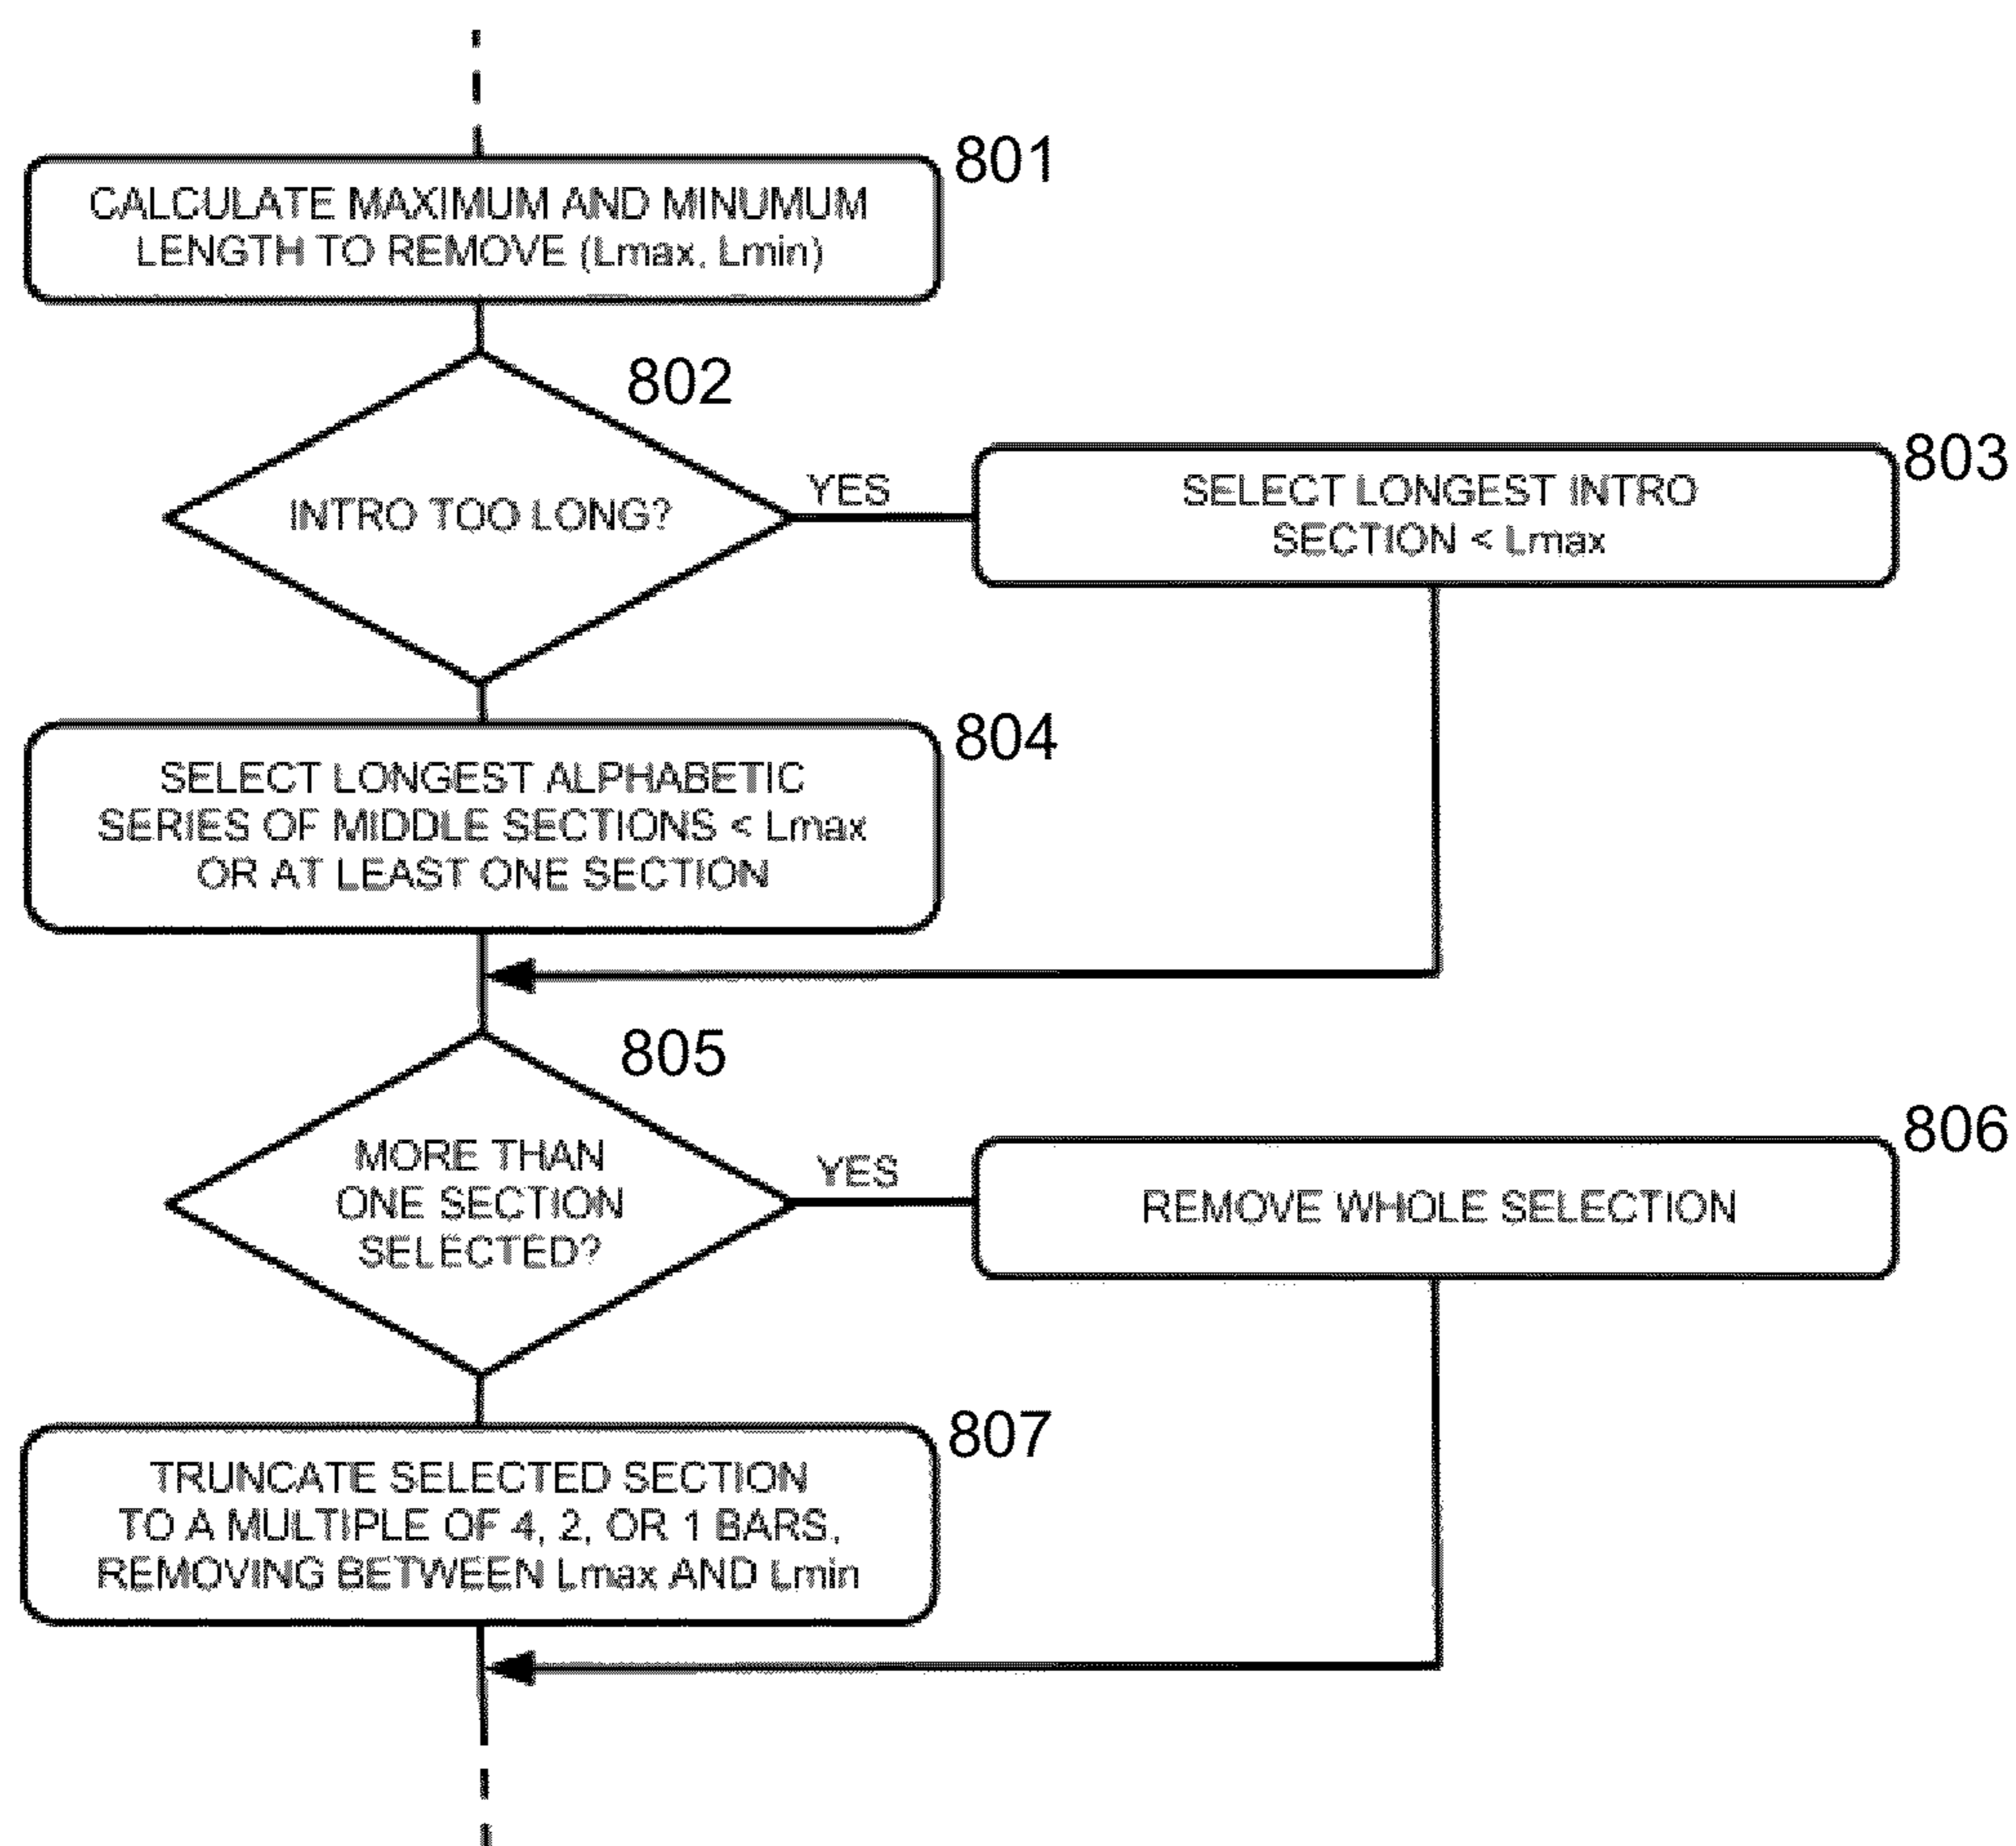 801
CALCULATE MAXIMUM AND MINUMUM
LENGTH TO REMOVE (Lmax, Lmin)
802
INTRO TOO LONG?
YES
803
SELECT LONGEST INTRO
SECTION < Lmax
804
SELECT LONGEST ALPHABETIC
SERIES OF MIDDLE SECTIONS < Lmax
OR AT LEAST ONE SECTION
805
MORE THAN
ONE SECTION
SELECTED?
YES
806
REMOVE WHOLE SELECTION
807
TRUNCATE SELECTED SECTION
TO A MULTIPLE OF 4, 2, OR 1 BARS,
REMOVING BETWEEN Lmax AND Lmin